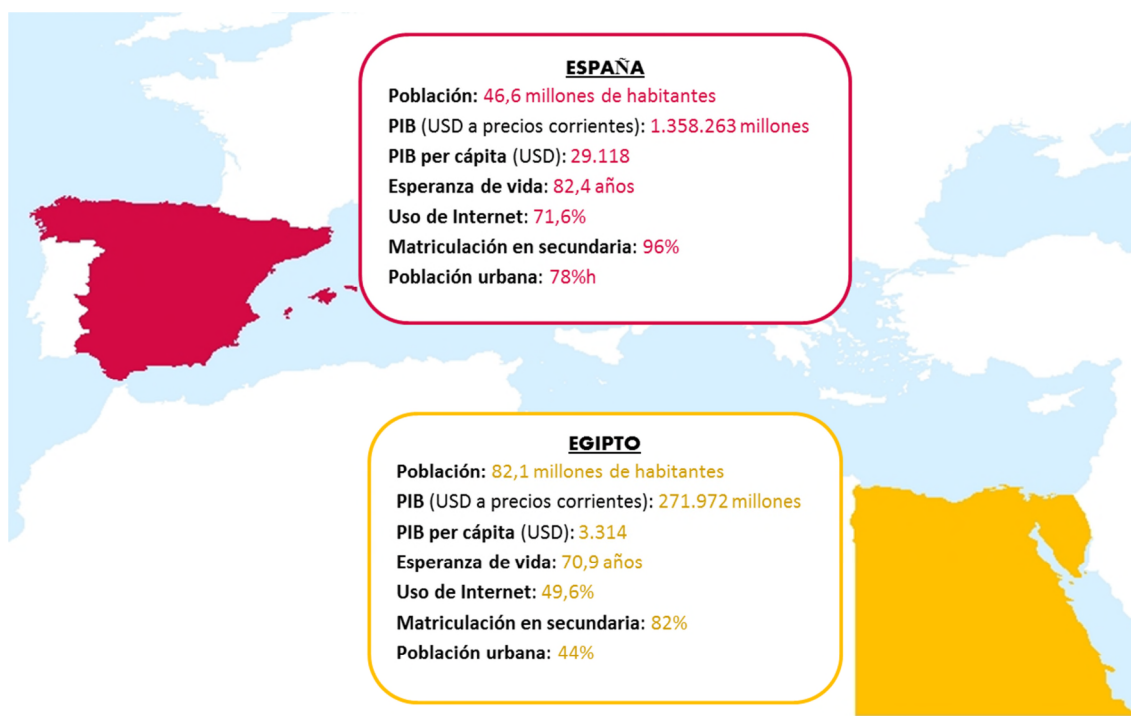 ESPAÑA
Población: 46,6 millones de habitantes
PIB (USD a precios corrientes): 1.358.263 millones
PIB per cápita (USD): 29.118
Esperanza de vida: 82,4 años
Uso de Internet: 71,6%
Matriculación en secundaria: 96%
Población urbana: 78%h
EGIPTO
Población: 82,1 millones de habitantes
PIB (USD a precios corrientes): 271.972 millones
PIB per cápita (USD): 3.314
Esperanza de vida: 70,9 años
Uso de Internet: 49,6%
Matriculación en secundaria: 82%
Población urbana: 44%